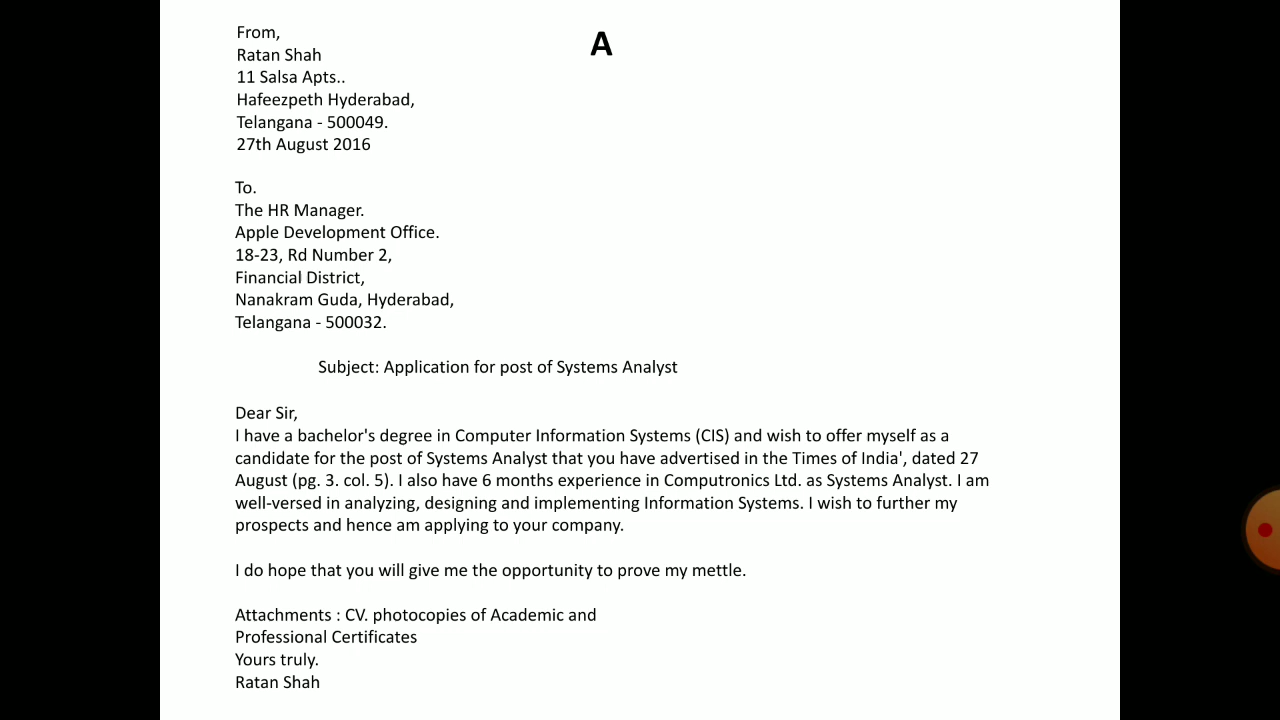 A
From,
Ratan Shah
11 Salsa Apts..
Hafeezpeth Hyderabad,
Telangana - 500049.
27th August 2016
To.
The HR Manager.
Apple Development Office.
18-23, Rd Number 2,
Financial District,
Nanakram Guda, Hyderabad,
Telangana - 500032.
Subject: Application for post of Systems Analyst
Dear Sir,
I have a bachelor's degree in Computer Information Systems (CIS) and wish to offer myself as a
candidate for the post of Systems Analyst that you have advertised in the Times of India', dated 27
August (pg. 3. col. 5). I also have 6 months experience in Computronics Ltd. as Systems Analyst. I am
well-versed in analyzing, designing and implementing Information Systems. I wish to further my
prospects and hence am applying to your company.
I do hope that you will give me the opportunity to prove my mettle.
Attachments : CV. photocopies of Academic and
Professional Certificates
Yours truly.
Ratan Shah